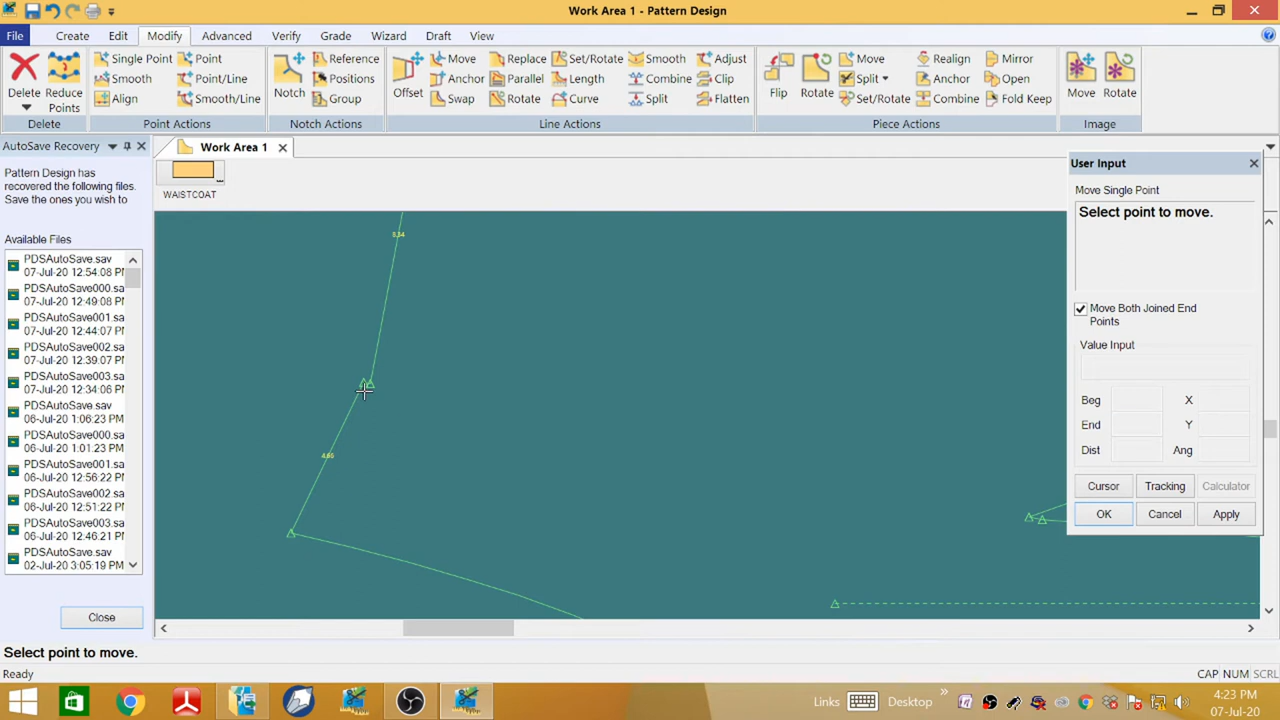 Work Area 1 - Pattern Design
File Create Edit Modify Advanced Verify Grade Wizard Draft View
Delete
Reduce Points
Delete
Single Point
Smooth
Align
Point
Point/Line
Smooth/Line
Point Actions
Notch
Reference
Positions
Group
Notch Actions
Offset
Move
Anchor
Swap
Replace
Parallel
Rotate
Set/Rotate
Length
Curve
Smooth
Combine
Split
Adjust
Clip
Flatten
Line Actions
Flip
Rotate
Move
Split
Set/Rotate
Realign
Anchor
Combine
Mirror
Open
Fold Keep
Piece Actions
Move
Rotate
Image
AutoSave Recovery
Pattern Design has
recovered the following files.
Save the ones you wish to
Available Files
PDSAutoSave.sav
07-Jul-20 12:54:08 PM
PDSAutoSave000.sa
07-Jul-20 12:49:08 PM
PDSAutoSave001.sa
07-Jul-20 12:44:07 PM
PDSAutoSave002.sa
07-Jul-20 12:39:07 PM
PDSAutoSave003.sa
07-Jul-20 12:34:06 PM
PDSAutoSave.sav
06-Jul-20 1:06:23 PM
PDSAutoSave000.sa
06-Jul-20 1:01:23 PM
PDSAutoSave001.sa
06-Jul-20 12:56:22 PM
PDSAutoSave002.sa
06-Jul-20 12:51:22 PM
PDSAutoSave003.sa
06-Jul-20 12:46:21 PM
PDSAutoSave.sav
02-Jul-20 3:05:19 PM
Close
Work Area 1
WAISTCOAT
4.60
User Input
Move Single Point
Select point to move.
Move Both Joined End
Points
Value Input
Beg X
End Y
Dist Ang
Cursor Tracking Calculator
OK Cancel Apply
Select point to move.
Ready
CAP NUM SCRL
Links
Desktop
4:23 PM
07-Jul-20